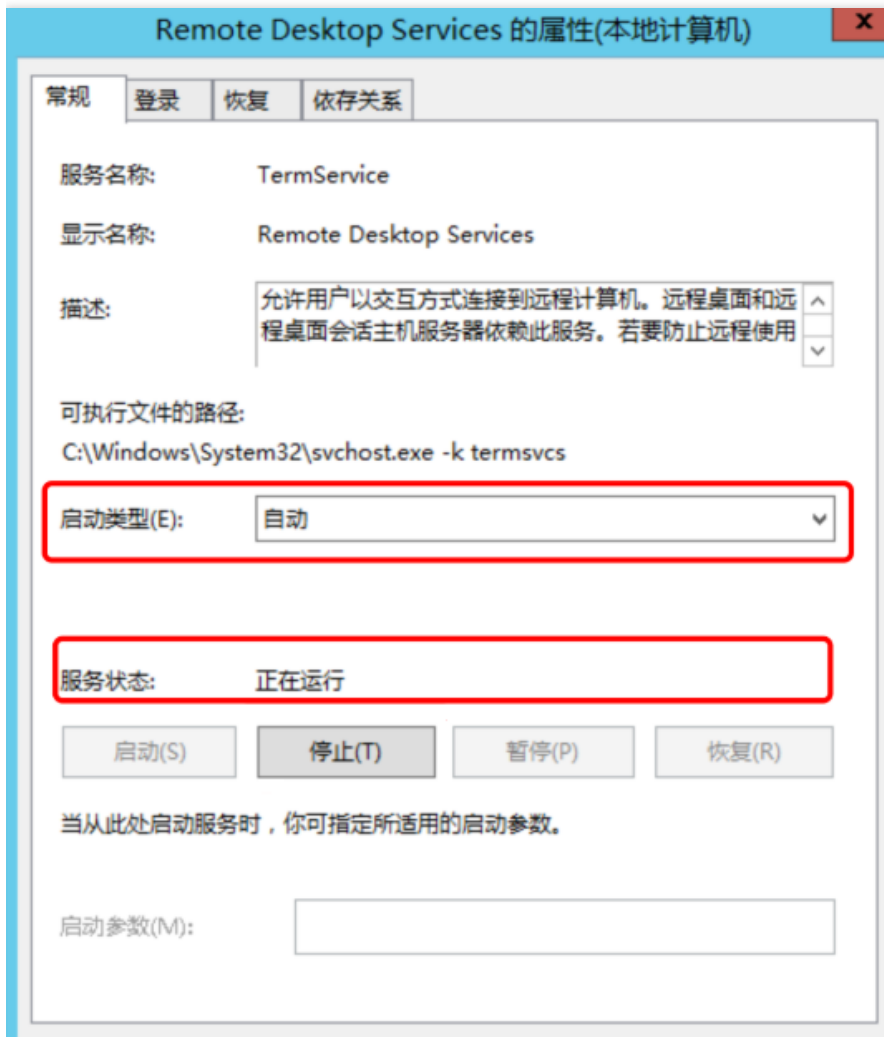 Remote Desktop Services 的属性(本地计算机)
x
常规 登录 恢复 依存关系
服务名称: TermService
显示名称: Remote Desktop Services
描述: 允许用户以交互方式连接到远程计算机。远程桌面和远
程桌面会话主机服务器依赖此服务。若要防止远程使用
可执行文件的路径:
C:\Windows\System32\svchost.exe -k termsvcs
启动类型(E): 自动
服务状态: 正在运行
启动(S) 停止(T) 暂停(P) 恢复(R)
当从此处启动服务时，你可指定所适用的启动参数。
启动参数(M):